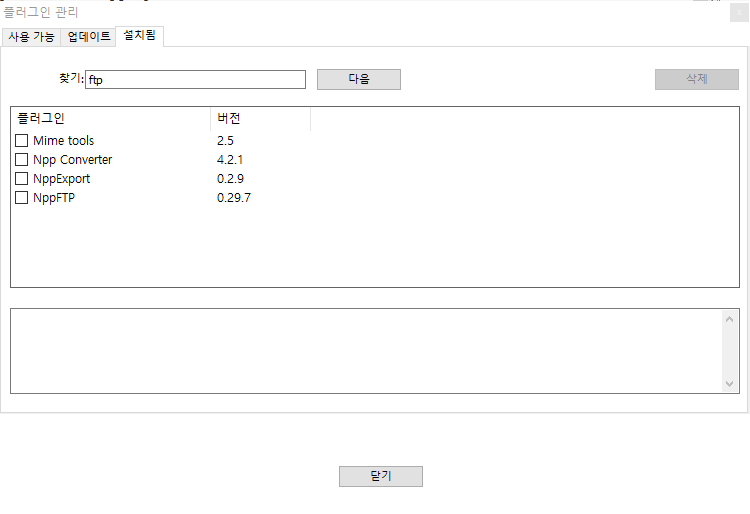 플러그인 관리
사용 가능 업데이트 설치됨
찾기: ftp 다음 삭제
플러그인 버전
Mime tools 2.5
Npp Converter 4.2.1
NppExport 0.2.9
NppFTP 0.29.7
닫기